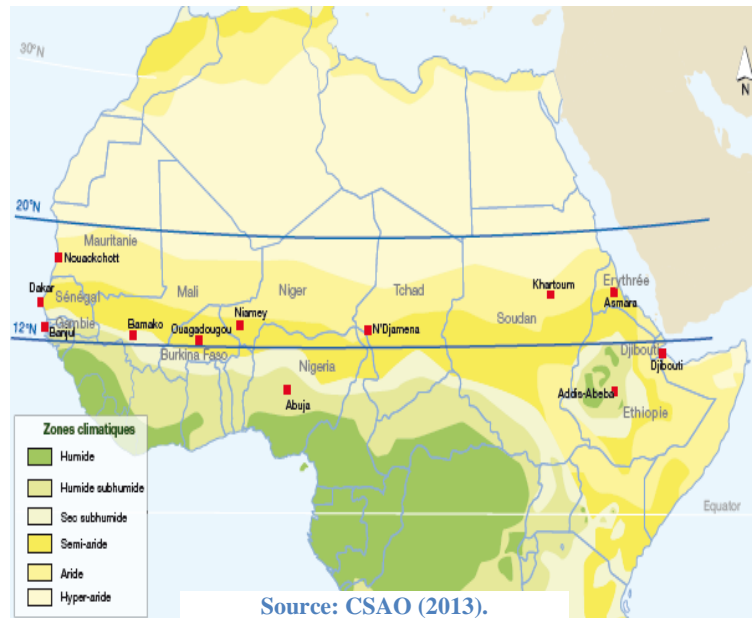 30°N
N
20°N
Mauritanie
Nouackchott
Dakar
Sénégal
Mali
Niger
Tchad
Khartoum
Erythrée
Asmara
Soudan
Gambie
Banjul
Bamako
Ouagadougou
Niamey
N'Djamena
12°N
Burkina Faso
Nigeria
Djibouti
Djibouti
Abuja
Addis-Abeba
Ethiopie
Zones climatiques
Humide
Humide subhumide
Sec subhumide
Semi-aride
Aride
Hyper-aride
Equator
Source: CSAO (2013).